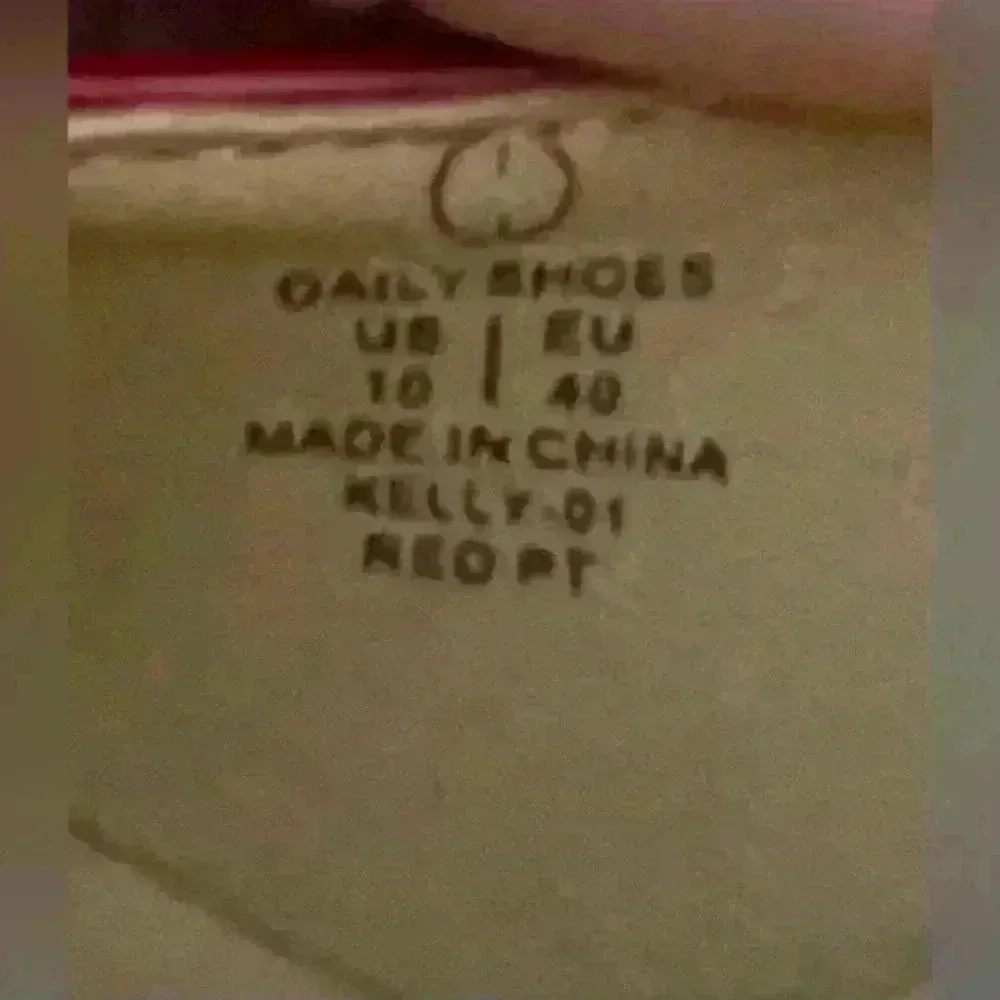 DAILY SHOES
US | EU
10 | 40
MADE IN CHINA
KELLY-01
RED PT